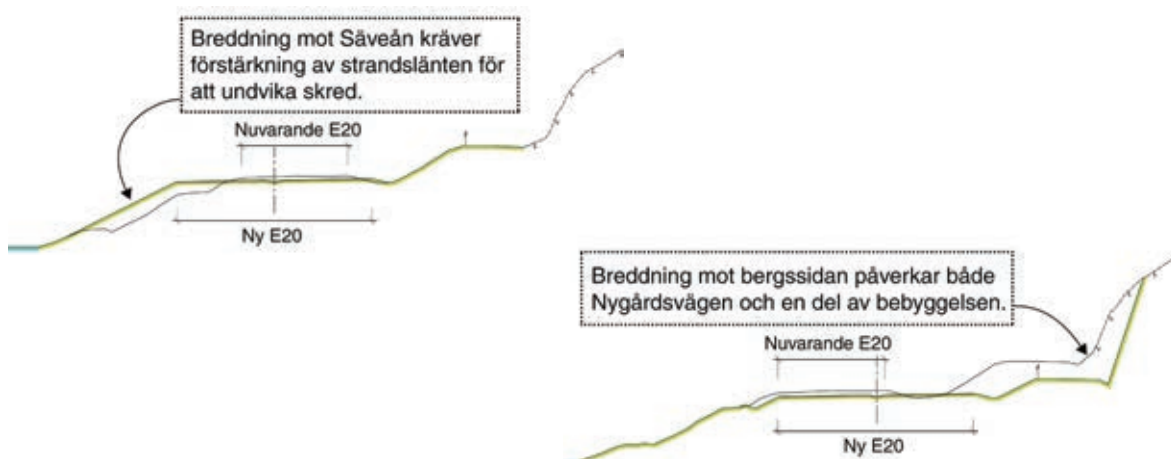 Breddning mot Säveån kräver
förstärkning av strandslänten för
att undvika skred.
Nuvarande E20
Ny E20
Breddning mot bergssidan påverkar både
Nygårdsvägen och en del av bebyggelsen.
Nuvarande E20
Ny E20